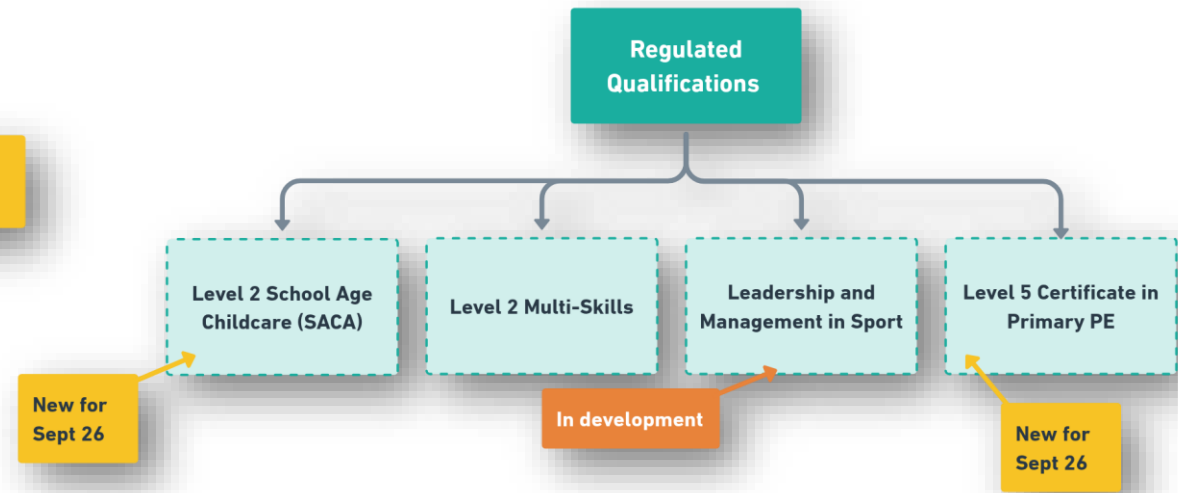 Regulated
Qualifications
Level 2 School Age
Childcare (SACA)
Level 2 Multi-Skills
Leadership and
Management in Sport
Level 5 Certificate in
Primary PE
New for
Sept 26
In development
New for
Sept 26